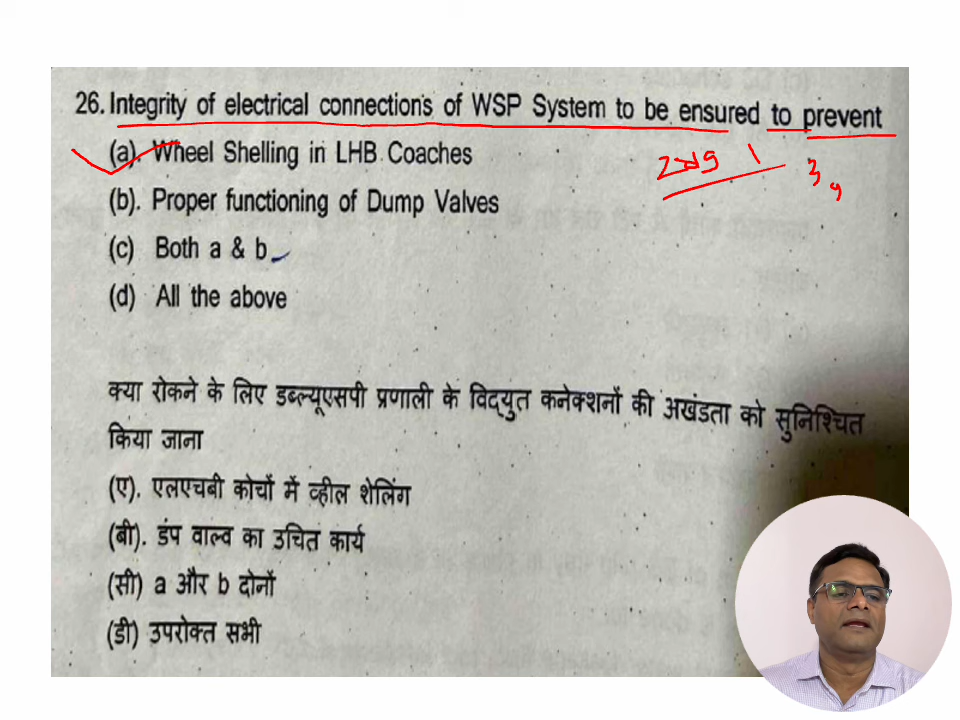 26. Integrity of electrical connections of WSP System to be ensured to prevent
(a). Wheel Shelling in LHB Coaches
(b). Proper functioning of Dump Valves
(c) Both a & b
(d) All the above
क्या रोकने के लिए डब्ल्यूएसपी प्रणाली के विद्युत कनेक्शनों की अखंडता को सुनिश्चित
किया जाना
(ए). एलएचबी कोचों में व्हील शेलिंग
(बी). डंप वाल्व का उचित कार्य
(सी) a और b दोनों
(डी) उपरोक्त सभी